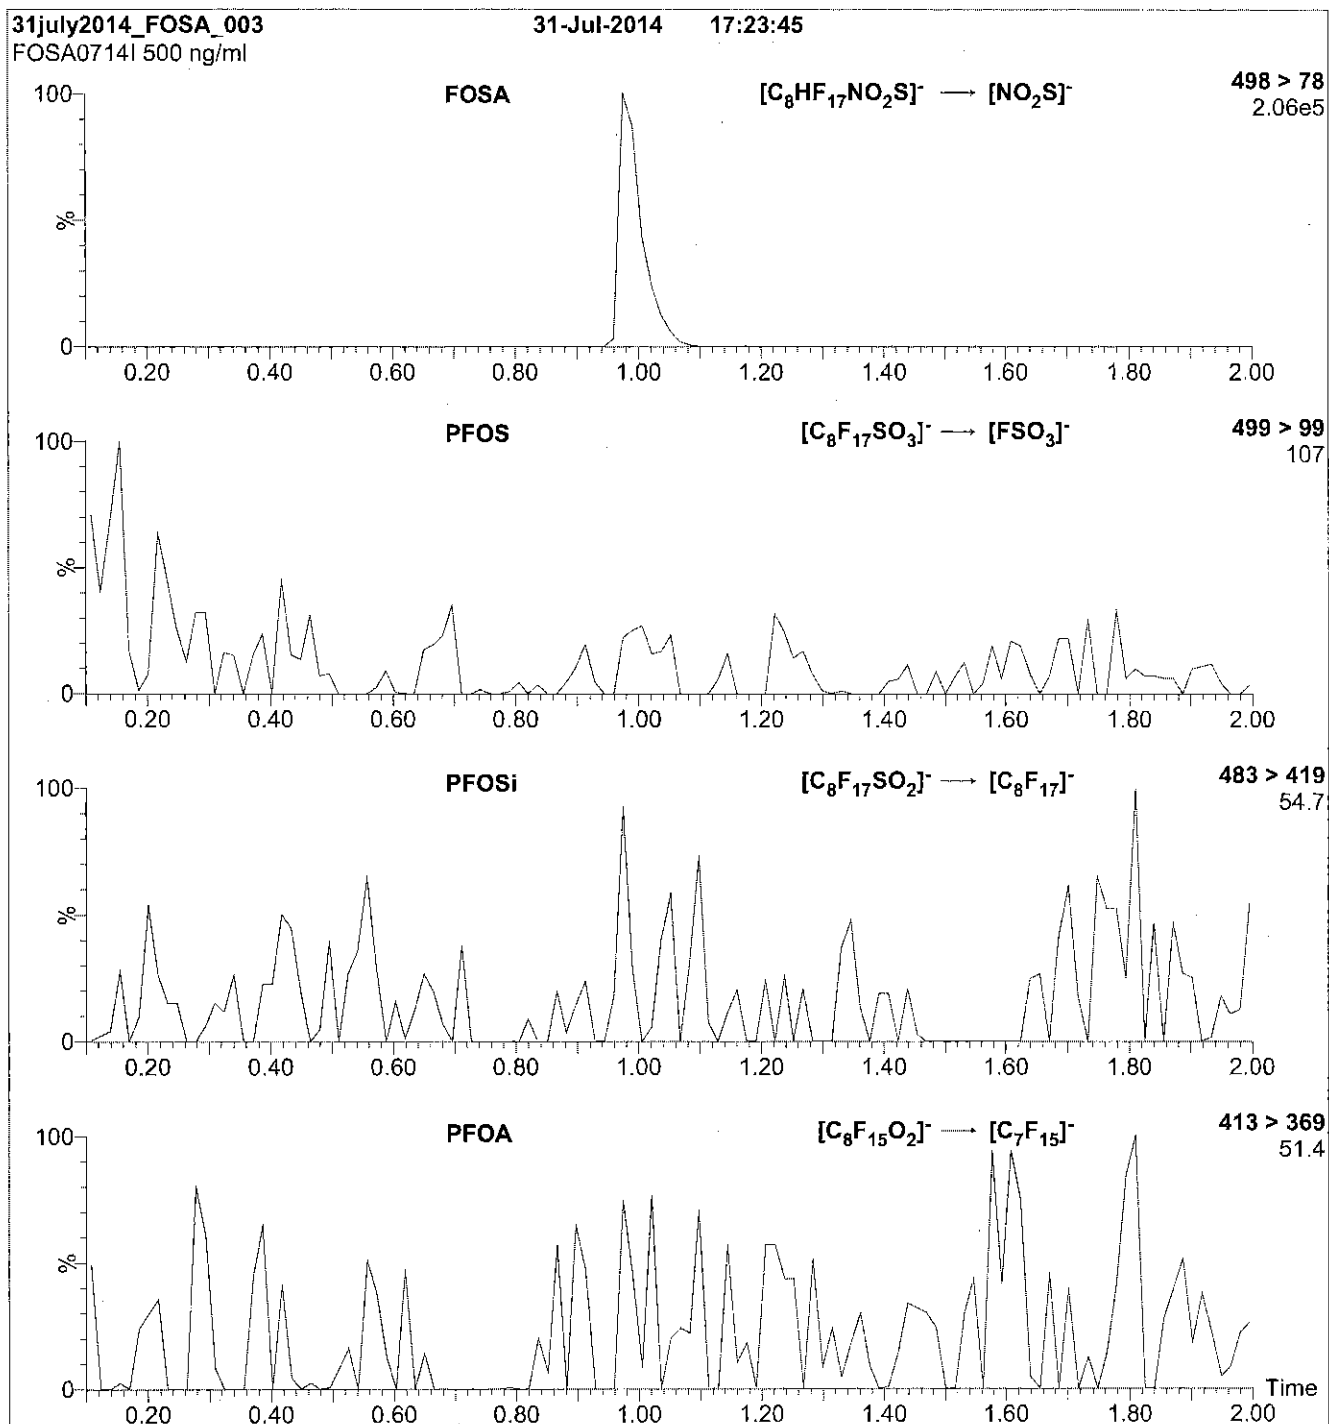 31july2014_FOSA_003 31-Jul-2014 17:23:45
FOSA0714I 500 ng/ml
FOSA [C8HF17NO2S]- → [NO2S]- 498 > 78
2.06e5
100
%
0
0.20 0.40 0.60 0.80 1.00 1.20 1.40 1.60 1.80 2.00
PFOS [C8F17SO3]- → [FSO3]- 499 > 99
107
100
%
0
0.20 0.40 0.60 0.80 1.00 1.20 1.40 1.60 1.80 2.00
PFOSi [C8F17SO2]- → [C8F17]- 483 > 419
54.7
100
%
0
0.20 0.40 0.60 0.80 1.00 1.20 1.40 1.60 1.80 2.00
PFOA [C8F15O2]- → [C7F15]- 413 > 369
51.4
100
%
0
Time
0.20 0.40 0.60 0.80 1.00 1.20 1.40 1.60 1.80 2.00